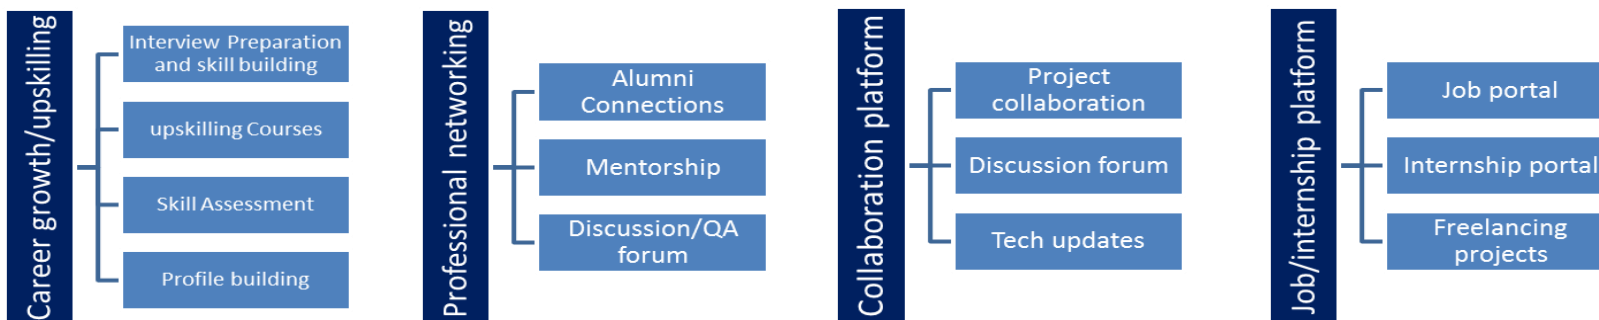 Career growth/upskilling
Interview Preparation
and skill building
upskilling Courses
Skill Assessment
Profile building
Professional networking
Alumni
Connections
Mentorship
Discussion/QA
forum
Collaboration platform
Project
collaboration
Discussion forum
Tech updates
Job/internship platform
Job portal
Internship portal
Freelancing
projects